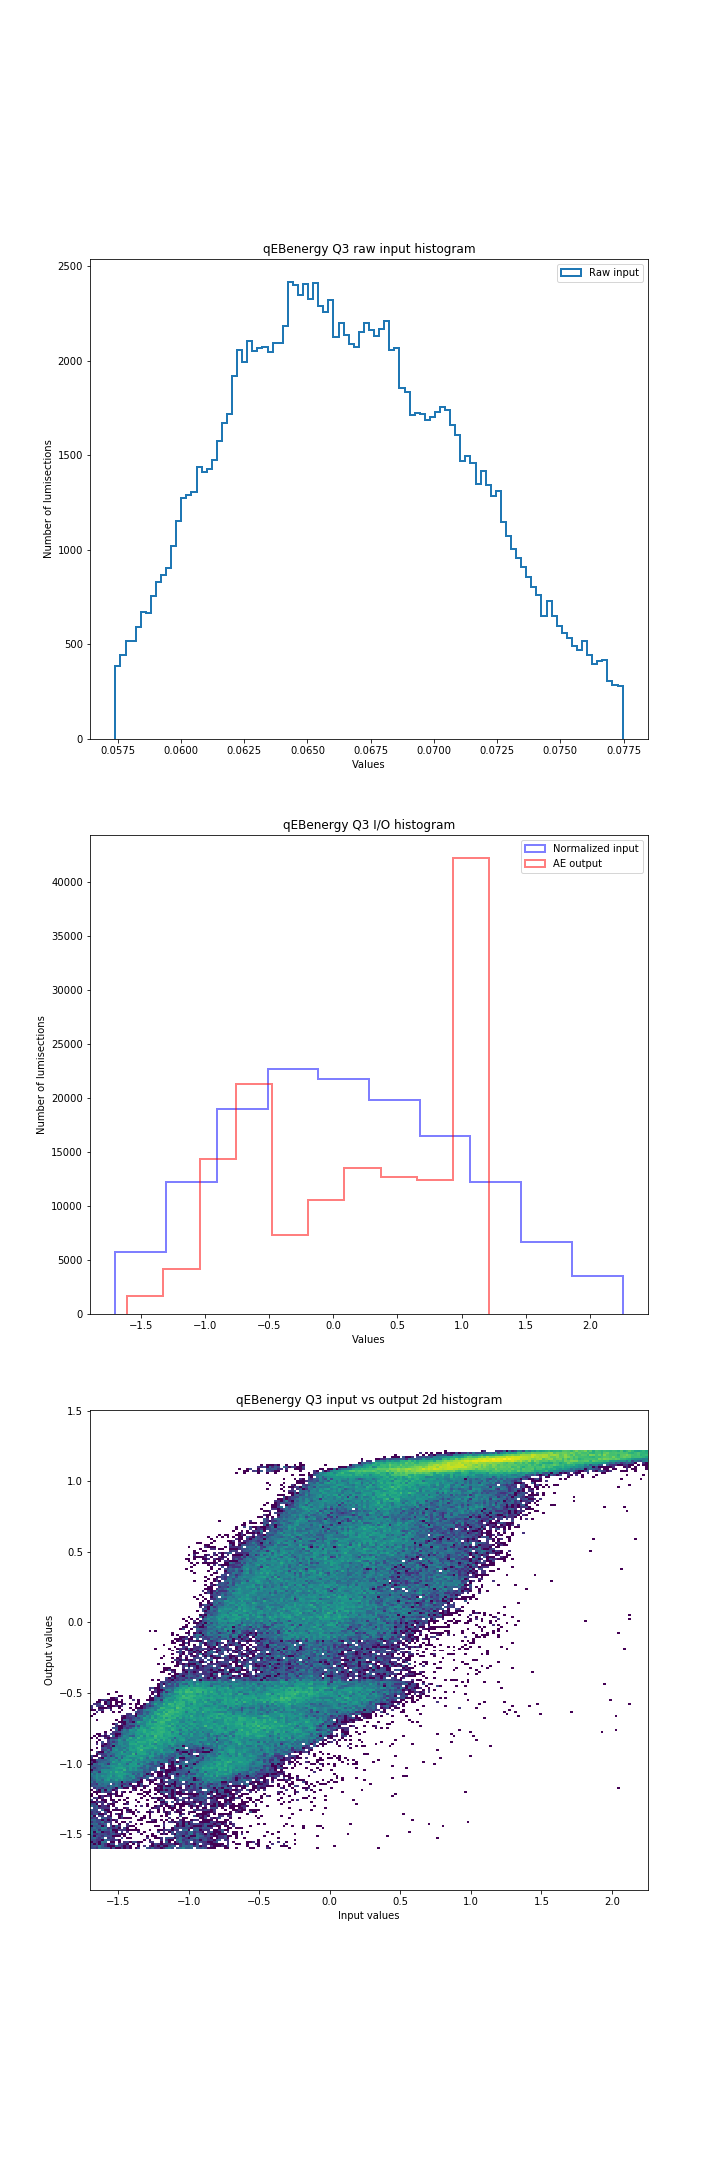 qEBenergy Q3 raw input histogram
Raw input
2500
2000
1500
1000
500
0
Number of lumisections
0.0575 0.0600 0.0625 0.0650 0.0675 0.0700 0.0725 0.0750 0.0775
Values
qEBenergy Q3 I/O histogram
Normalized input
AE output
40000
35000
30000
25000
20000
15000
10000
5000
0
Number of lumisections
−1.5 −1.0 −0.5 0.0 0.5 1.0 1.5 2.0
Values
qEBenergy Q3 input vs output 2d histogram
1.5
1.0
0.5
0.0
−0.5
−1.0
−1.5
Output values
−1.5 −1.0 −0.5 0.0 0.5 1.0 1.5 2.0
Input values